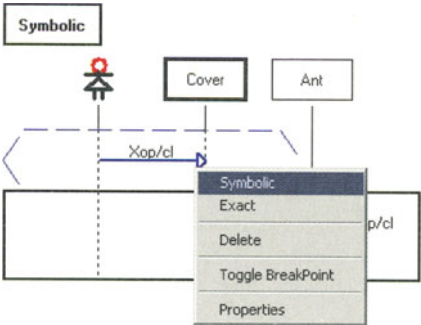 Symbolic
Cover
Ant
Xop/cl
Symbolic
Exact
p/cl
Delete
Toggle BreakPoint
Properties